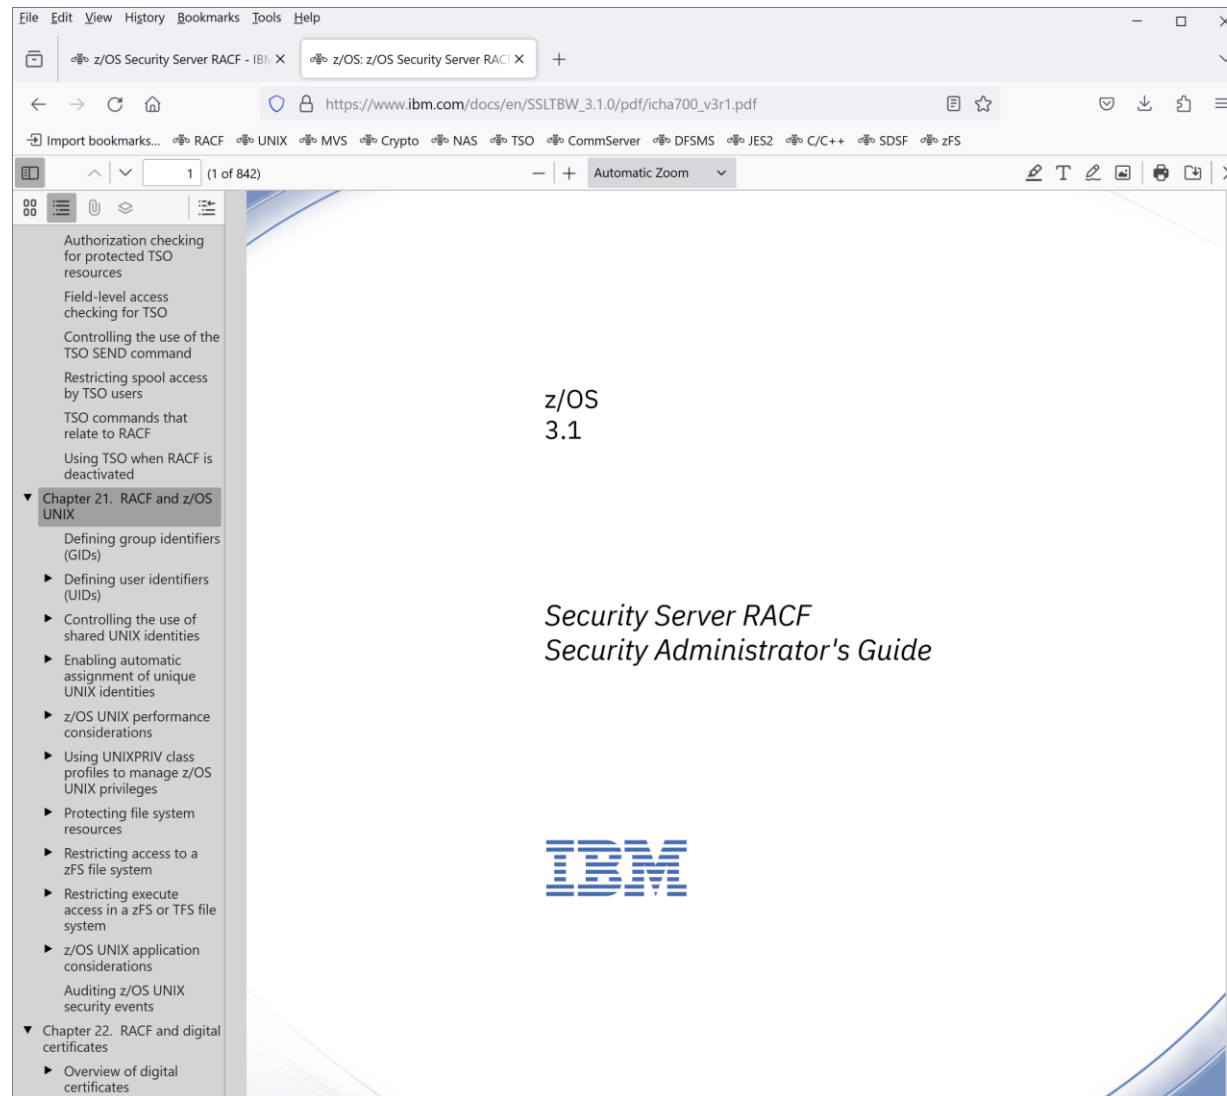 File Edit View History Bookmarks Tools Help
z/OS Security Server RACF - IBM
z/OS: z/OS Security Server RAC
https://www.ibm.com/docs/en/SSLTBW_3.1.0/pdf/icha700_v3r1.pdf
Import bookmarks... RACF UNIX MVS Crypto NAS TSO CommServer DFSMS JES2 C/C++ SDSF zFS
1 (1 of 842)
Automatic Zoom
Authorization checking
for protected TSO
resources
Field-level access
checking for TSO
Controlling the use of the
TSO SEND command
Restricting spool access
by TSO users
TSO commands that
relate to RACF
Using TSO when RACF is
deactivated
Chapter 21. RACF and z/OS
UNIX
Defining group identifiers
(GIDs)
Defining user identifiers
(UIDs)
Controlling the use of
shared UNIX identities
Enabling automatic
assignment of unique
UNIX identities
z/OS UNIX performance
considerations
Using UNIXPRIV class
profiles to manage z/OS
UNIX privileges
Protecting file system
resources
Restricting access to a
zFS file system
Restricting execute
access in a zFS or TFS file
system
z/OS UNIX application
considerations
Auditing z/OS UNIX
security events
Chapter 22. RACF and digital
certificates
Overview of digital
certificates
z/OS
3.1
Security Server RACF
Security Administrator's Guide
IBM